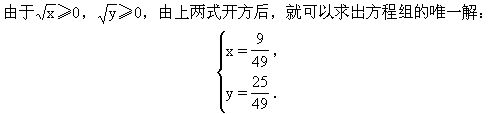 由于√x≥0，√y≥0，由上两式开方后，就可以求出方程组的唯一解：
{ x=9/49，
y=25/49．